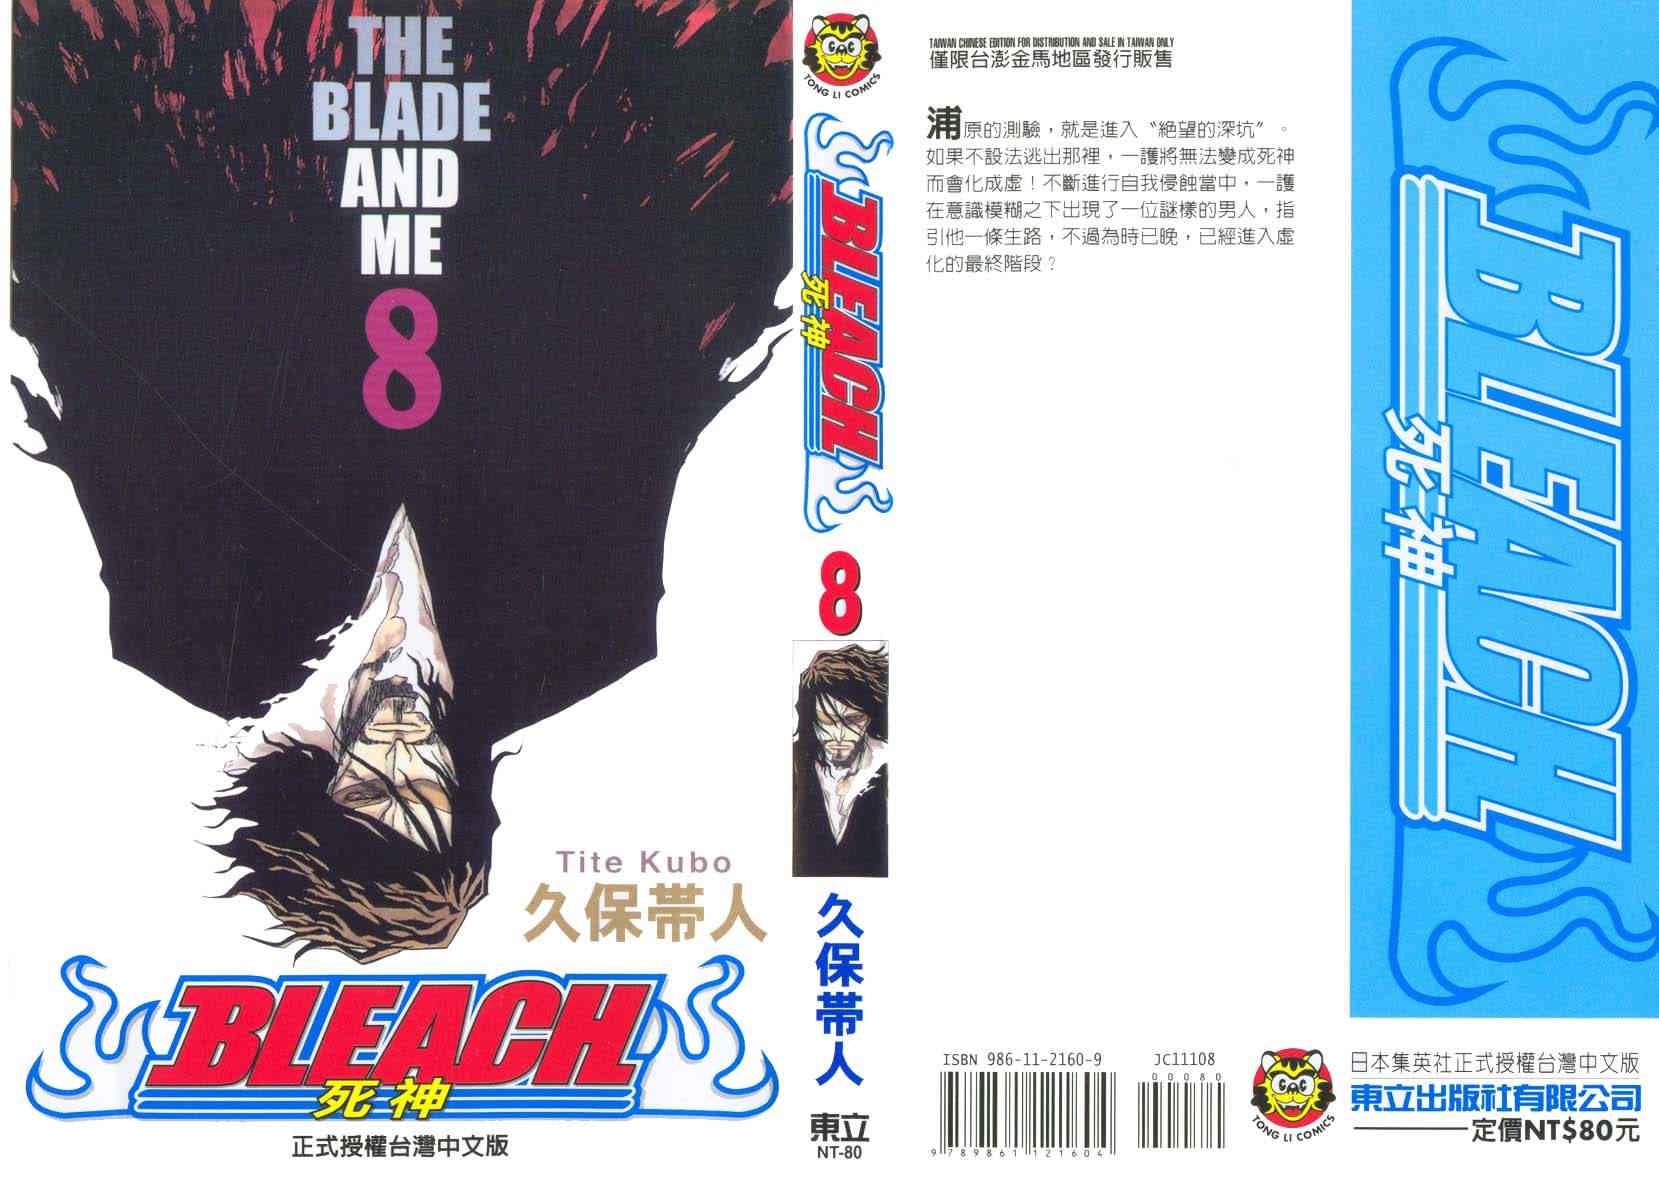 THE
BLADE
AND
ME
8
Tite Kubo
久保帯人
BLEACH
死神
正式授權台灣中文版
TONG LI COMICS
BLEACH
死神
8
久保帯人
東立
NT-80
TAIWAN CHINESE EDITION FOR DISTRIBUTION AND SALE IN TAIWAN ONLY
僅限台澎金馬地區發行販售
浦原的測驗，就是進入〝絕望的深坑〞。
如果不設法逃出那裡，一護將無法變成死神
而會化成虛！不斷進行自我侵蝕當中，一護
在意識模糊之下出現了一位謎樣的男人，指
引他一條生路，不過為時已晚，已經進入虛
化的最終階段？
ISBN 986-11-2160-9
9789861121604
JC11108
00080
TONG LI COMICS
BLEACH
死神
日本集英社正式授權台灣中文版
東立出版社有限公司
定價NT$80元